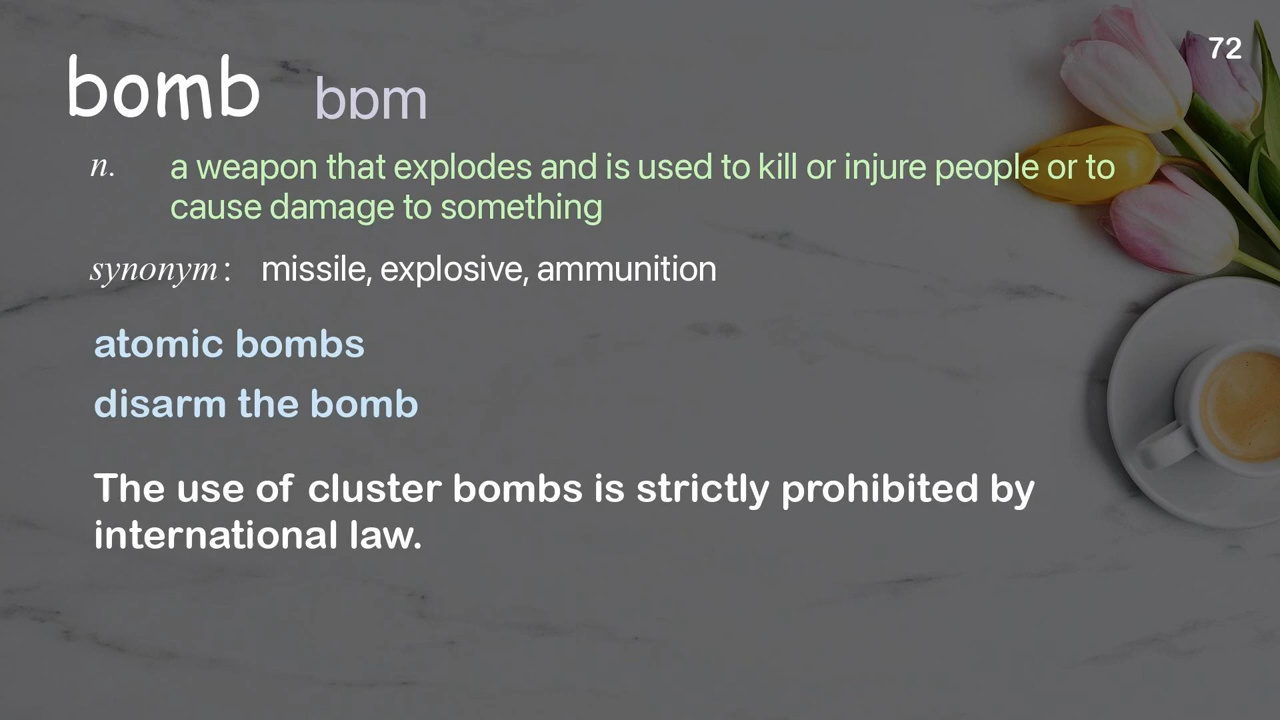 72
bomb bɒm
n. a weapon that explodes and is used to kill or injure people or to
cause damage to something
synonym: missile, explosive, ammunition
atomic bombs
disarm the bomb
The use of cluster bombs is strictly prohibited by
international law.